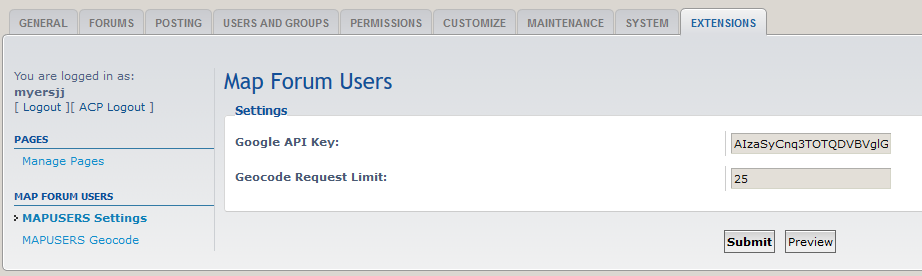 GENERAL FORUMS POSTING USERS AND GROUPS PERMISSIONS CUSTOMIZE MAINTENANCE SYSTEM EXTENSIONS
You are logged in as:
myersjj
[ Logout ][ ACP Logout ]
PAGES
Manage Pages
MAP FORUM USERS
MAPUSERS Settings
MAPUSERS Geocode
Map Forum Users
Settings
Google API Key: AIzaSyCnq3TOTQDVBVglG
Geocode Request Limit: 25
Submit Preview